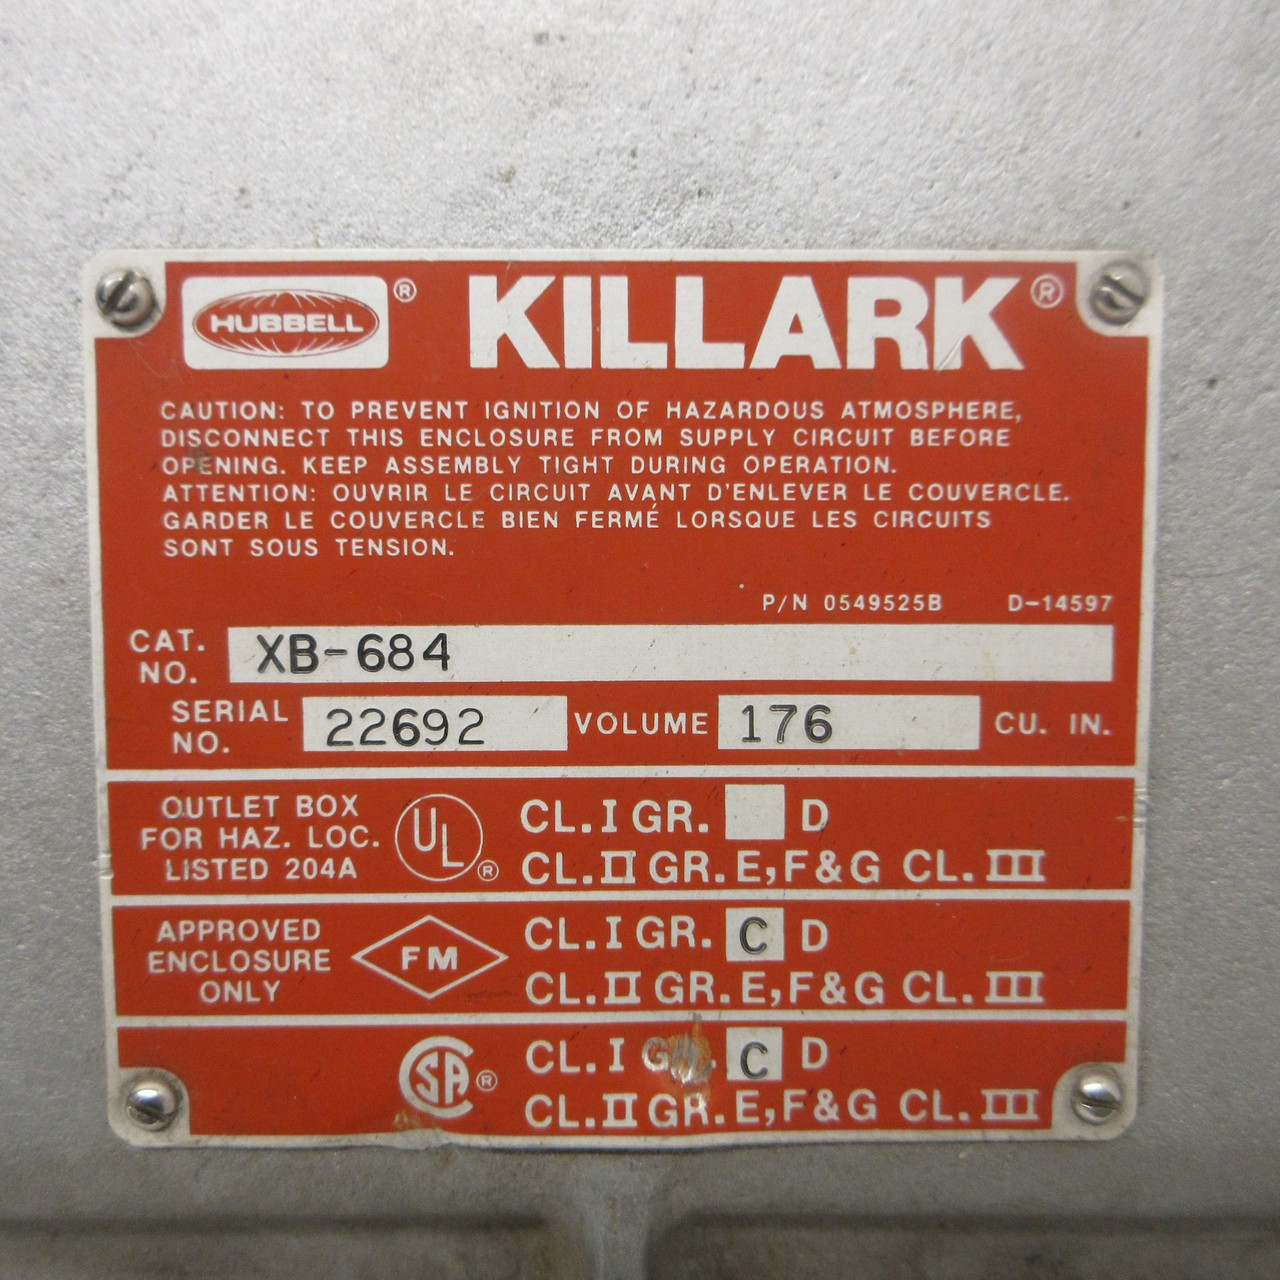 HUBBELL ® KILLARK ®
CAUTION: TO PREVENT IGNITION OF HAZARDOUS ATMOSPHERE,
DISCONNECT THIS ENCLOSURE FROM SUPPLY CIRCUIT BEFORE
OPENING. KEEP ASSEMBLY TIGHT DURING OPERATION.
ATTENTION: OUVRIR LE CIRCUIT AVANT D'ENLEVER LE COUVERCLE.
GARDER LE COUVERCLE BIEN FERMÉ LORSQUE LES CIRCUITS
SONT SOUS TENSION.
P/N 0549525B D-14597
CAT. NO. XB-684
SERIAL NO. 22692 VOLUME 176 CU. IN.
OUTLET BOX
FOR HAZ. LOC.
LISTED 204A
UL ®
CL. I GR. D
CL. II GR. E, F & G CL. III
APPROVED
ENCLOSURE
ONLY
FM
CL. I GR. C D
CL. II GR. E, F & G CL. III
SA ®
CL. I GR. C D
CL. II GR. E, F & G CL. III